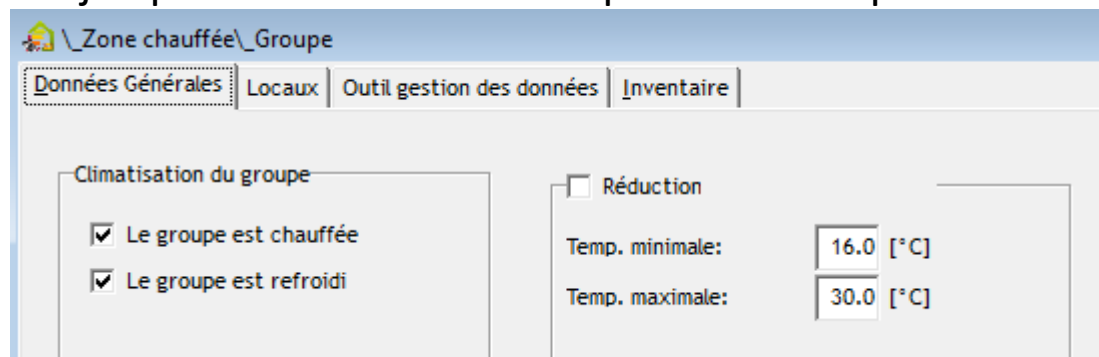 \_Zone chauffée\_Groupe
Données Générales Locaux Outil gestion des données Inventaire
Climatisation du groupe
Le groupe est chauffée
Le groupe est refroidi
Réduction
Temp. minimale: 16.0 [°C]
Temp. maximale: 30.0 [°C]